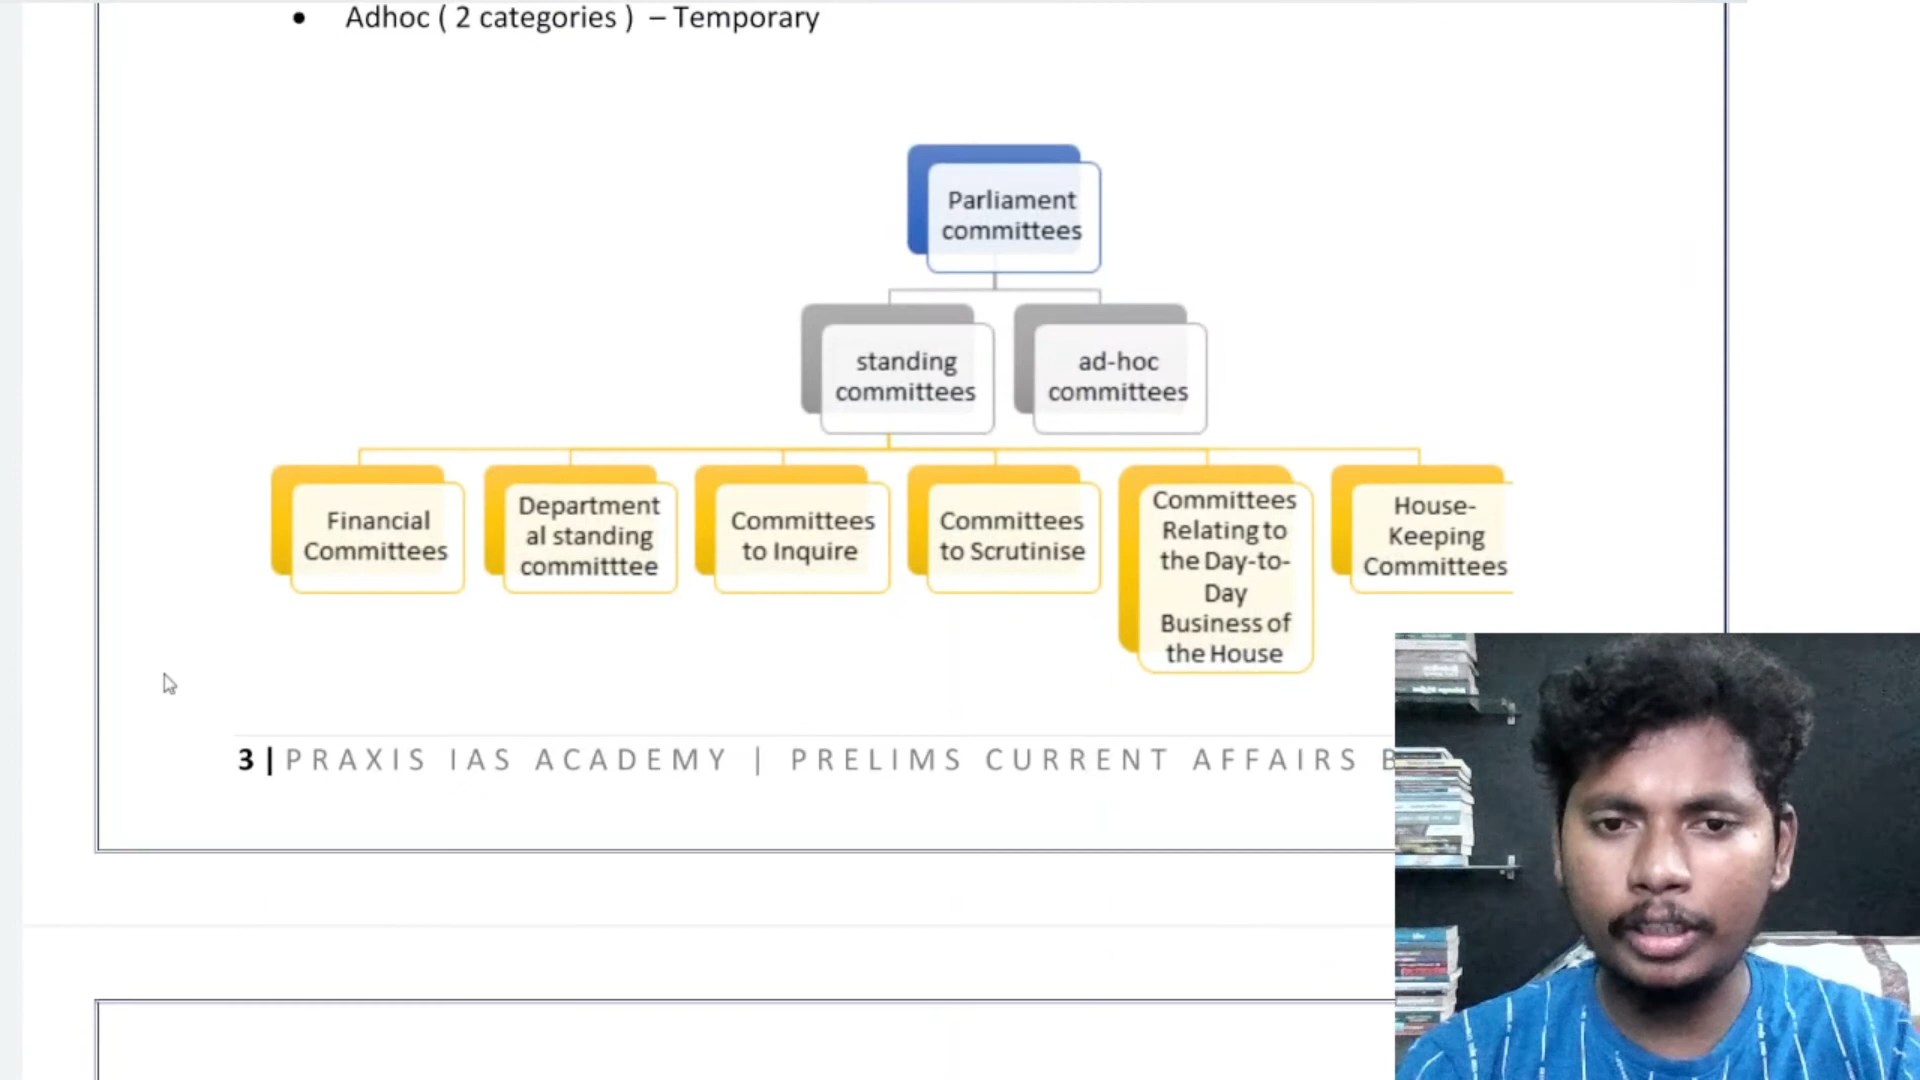 • Adhoc ( 2 categories ) – Temporary
Parliament
committees
standing
committees
ad-hoc
committees
Financial
Committees
Department
al standing
committtee
Committees
to Inquire
Committees
to Scrutinise
Committees
Relating to
the Day-to-
Day
Business of
the House
House-
Keeping
Committees
3 | PRAXIS IAS ACADEMY | PRELIMS CURRENT AFFAIRS B